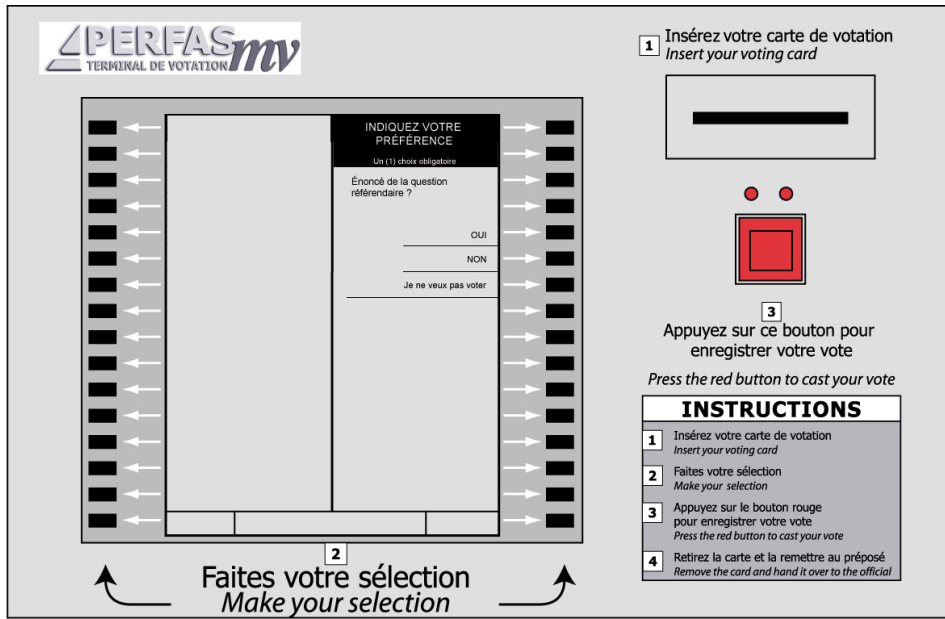 PERFAS mv
TERMINAL DE VOTATION
INDIQUEZ VOTRE
PRÉFÉRENCE
Un (1) choix obligatoire
Énoncé de la question
référendaire ?
OUI
NON
Je ne veux pas voter
2
Faites votre sélection
Make your selection
1 Insérez votre carte de votation
Insert your voting card
3
Appuyez sur ce bouton pour
enregistrer votre vote
Press the red button to cast your vote
INSTRUCTIONS
1 Insérez votre carte de votation
Insert your voting card
2 Faites votre sélection
Make your selection
3 Appuyez sur le bouton rouge
pour enregistrer votre vote
Press the red button to cast your vote
4 Retirez la carte et la remettre au préposé
Remove the card and hand it over to the official